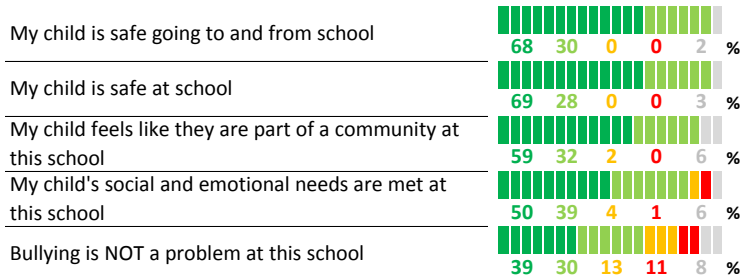 My child is safe going to and from school
68 30 0 0 2 %
My child is safe at school
69 28 0 0 3 %
My child feels like they are part of a community at
this school
59 32 2 0 6 %
My child's social and emotional needs are met at
this school
50 39 4 1 6 %
Bullying is NOT a problem at this school
39 30 13 11 8 %